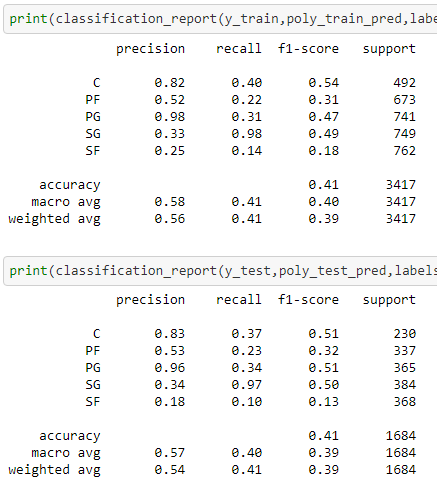 print(classification_report(y_train,poly_train_pred,labe
precision recall f1-score support
C 0.82 0.40 0.54 492
PF 0.52 0.22 0.31 673
PG 0.98 0.31 0.47 741
SG 0.33 0.98 0.49 749
SF 0.25 0.14 0.18 762
accuracy 0.41 3417
macro avg 0.58 0.41 0.40 3417
weighted avg 0.56 0.41 0.39 3417
print(classification_report(y_test,poly_test_pred,labels
precision recall f1-score support
C 0.83 0.37 0.51 230
PF 0.53 0.23 0.32 337
PG 0.96 0.34 0.51 365
SG 0.34 0.97 0.50 384
SF 0.18 0.10 0.13 368
accuracy 0.41 1684
macro avg 0.57 0.40 0.39 1684
weighted avg 0.54 0.41 0.39 1684